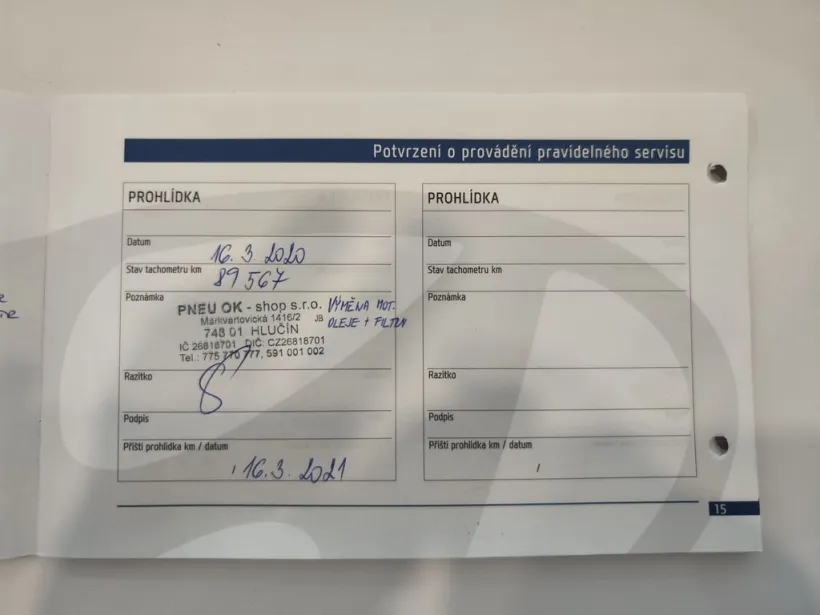 Potvrzení o provádění pravidelného servisu
PROHLÍDKA
Datum
16. 3. 2020
Stav tachometru km
89 567
Poznámka
PNEU OK - shop s.r.o.
Markvartovická 1416/2 JB
748 01 HLUČÍN
IČ 26818701 DIČ: CZ26818701
Tel.: 775 770 777, 591 001 002
VÝMĚNA MOT.
OLEJE + FILTRU
Razítko
Podpis
Příští prohlídka km / datum
/ 16.3. 2021
PROHLÍDKA
Datum
Stav tachometru km
Poznámka
Razítko
Podpis
Příští prohlídka km / datum
/
15